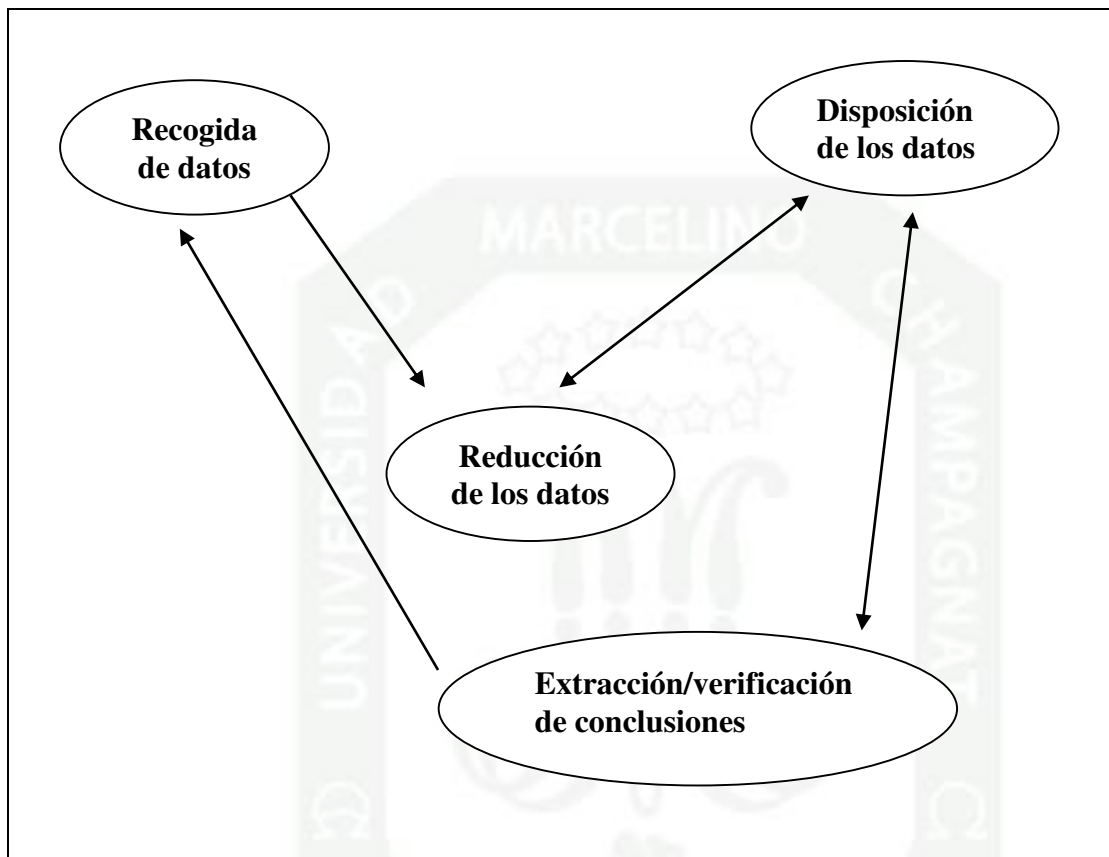 Recogida
de datos
Disposición
de los datos
Reducción
de los datos
Extracción/verificación
de conclusiones
UNIVERSIDAD
MARCELINO
CHAMPAGNAT